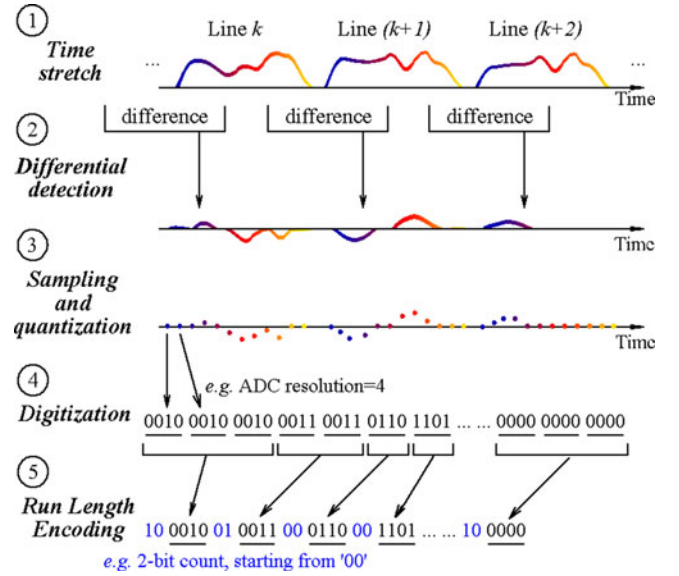 1 Line k Line (k+1) Line (k+2)
Time
stretch
... ...
Time
difference difference difference
2
Differential
detection
Time
3
Sampling
and
quantization
Time
4 e.g. ADC resolution=4
Digitization 0010 0010 0010 0011 0011 0110 1101 ... ... 0000 0000 0000
5
Run Length
Encoding 10 0010 01 0011 00 0110 00 1101 ... ... 10 0000
e.g. 2-bit count, starting from '00'